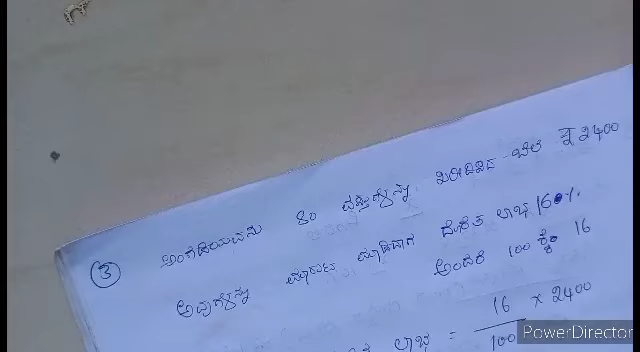 3 ಅಂಗಡಿಯವನು 80 ವಸ್ತುಗಳನ್ನು ಖರೀದಿಸಿದ ಬೆಲೆ ₹ 2400
ಅವುಗಳನ್ನು ಮಾರಾಟ ಮಾಡಿದಾಗ ದೊರೆತ ಲಾಭ 16%.
ಅಂದರೆ 100 ಕ್ಕೆ 16
ಲಾಭ = 16 x 2400
100
PowerDirector